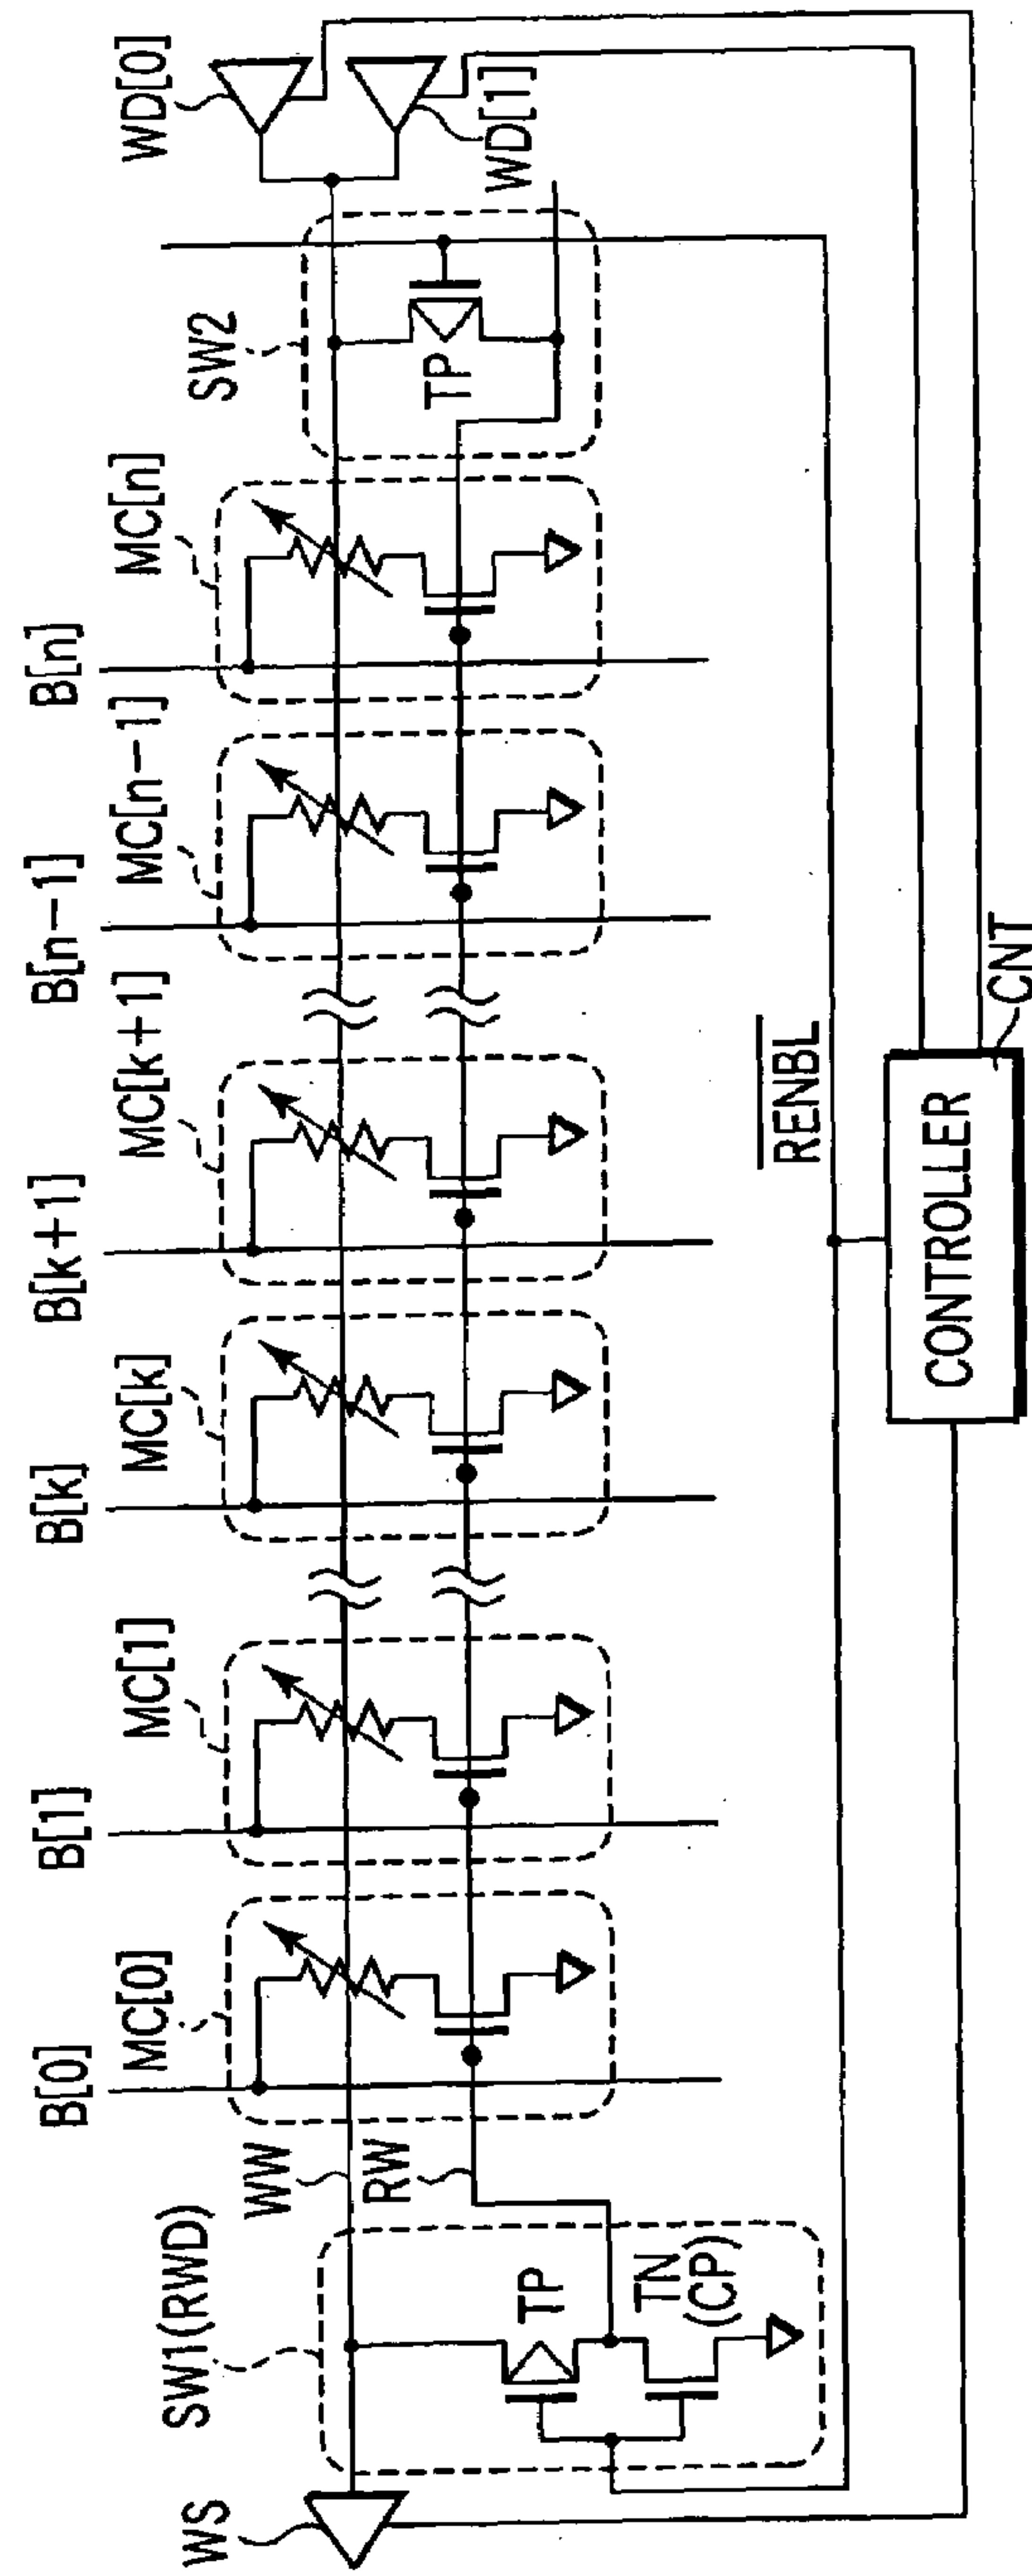 B[0]
B[1]
B[k]
B[k+1]
B[n-1]
B[n]
MC[0]
MC[1]
MC[k]
MC[k+1]
MC[n-1]
MC[n]
SW1(RWD)
WW
RW
SW2
WD[0]
WD[1]
WS
TP
TN
(CP)
TP
RENBL
CONTROLLER
CNT